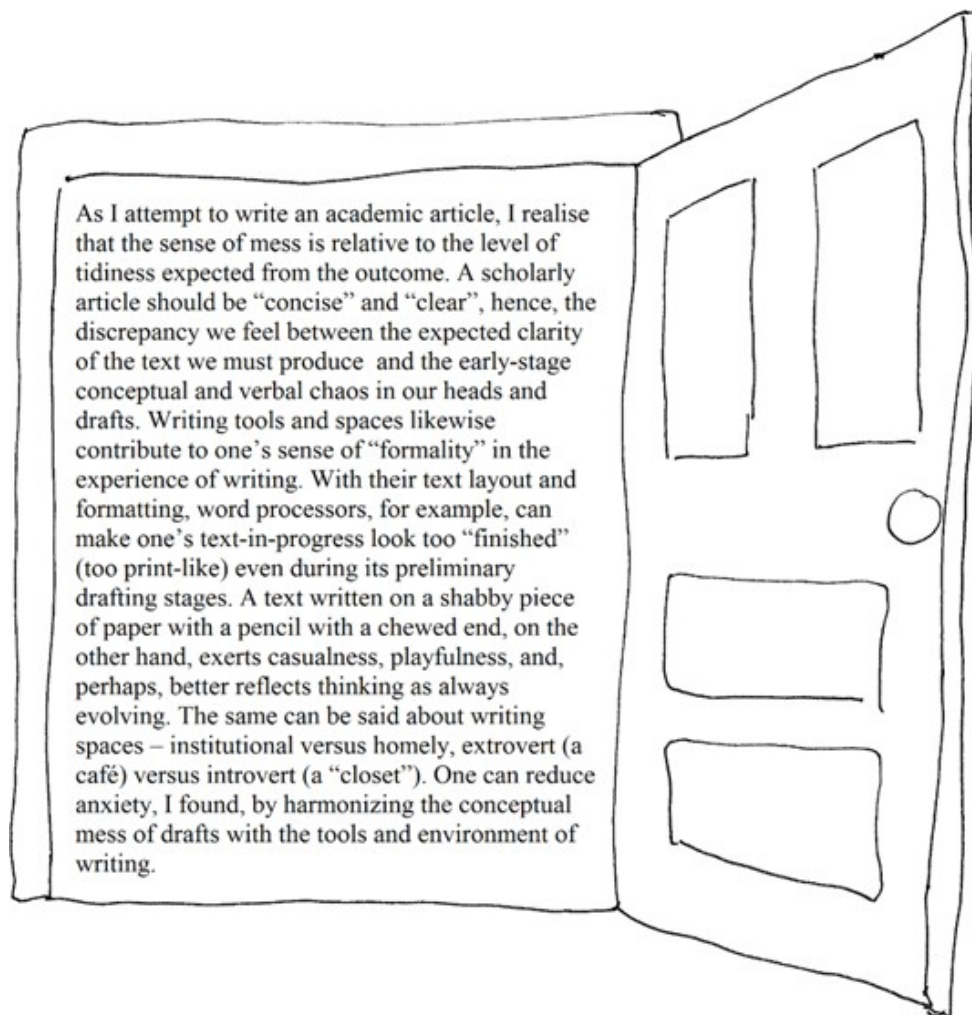 As I attempt to write an academic article, I realise
that the sense of mess is relative to the level of
tidiness expected from the outcome. A scholarly
article should be “concise” and “clear”, hence, the
discrepancy we feel between the expected clarity
of the text we must produce  and the early-stage
conceptual and verbal chaos in our heads and
drafts. Writing tools and spaces likewise
contribute to one’s sense of “formality” in the
experience of writing. With their text layout and
formatting, word processors, for example, can
make one’s text-in-progress look too “finished”
(too print-like) even during its preliminary
drafting stages. A text written on a shabby piece
of paper with a pencil with a chewed end, on the
other hand, exerts casualness, playfulness, and,
perhaps, better reflects thinking as always
evolving. The same can be said about writing
spaces – institutional versus homely, extrovert (a
café) versus introvert (a “closet”). One can reduce
anxiety, I found, by harmonizing the conceptual
mess of drafts with the tools and environment of
writing.